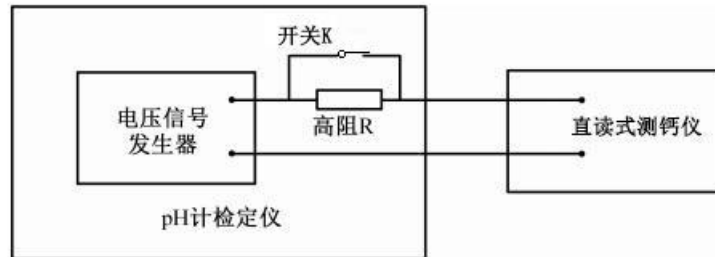 开关K
电压信号
发生器
高阻R
直读式测钙仪
pH计检定仪